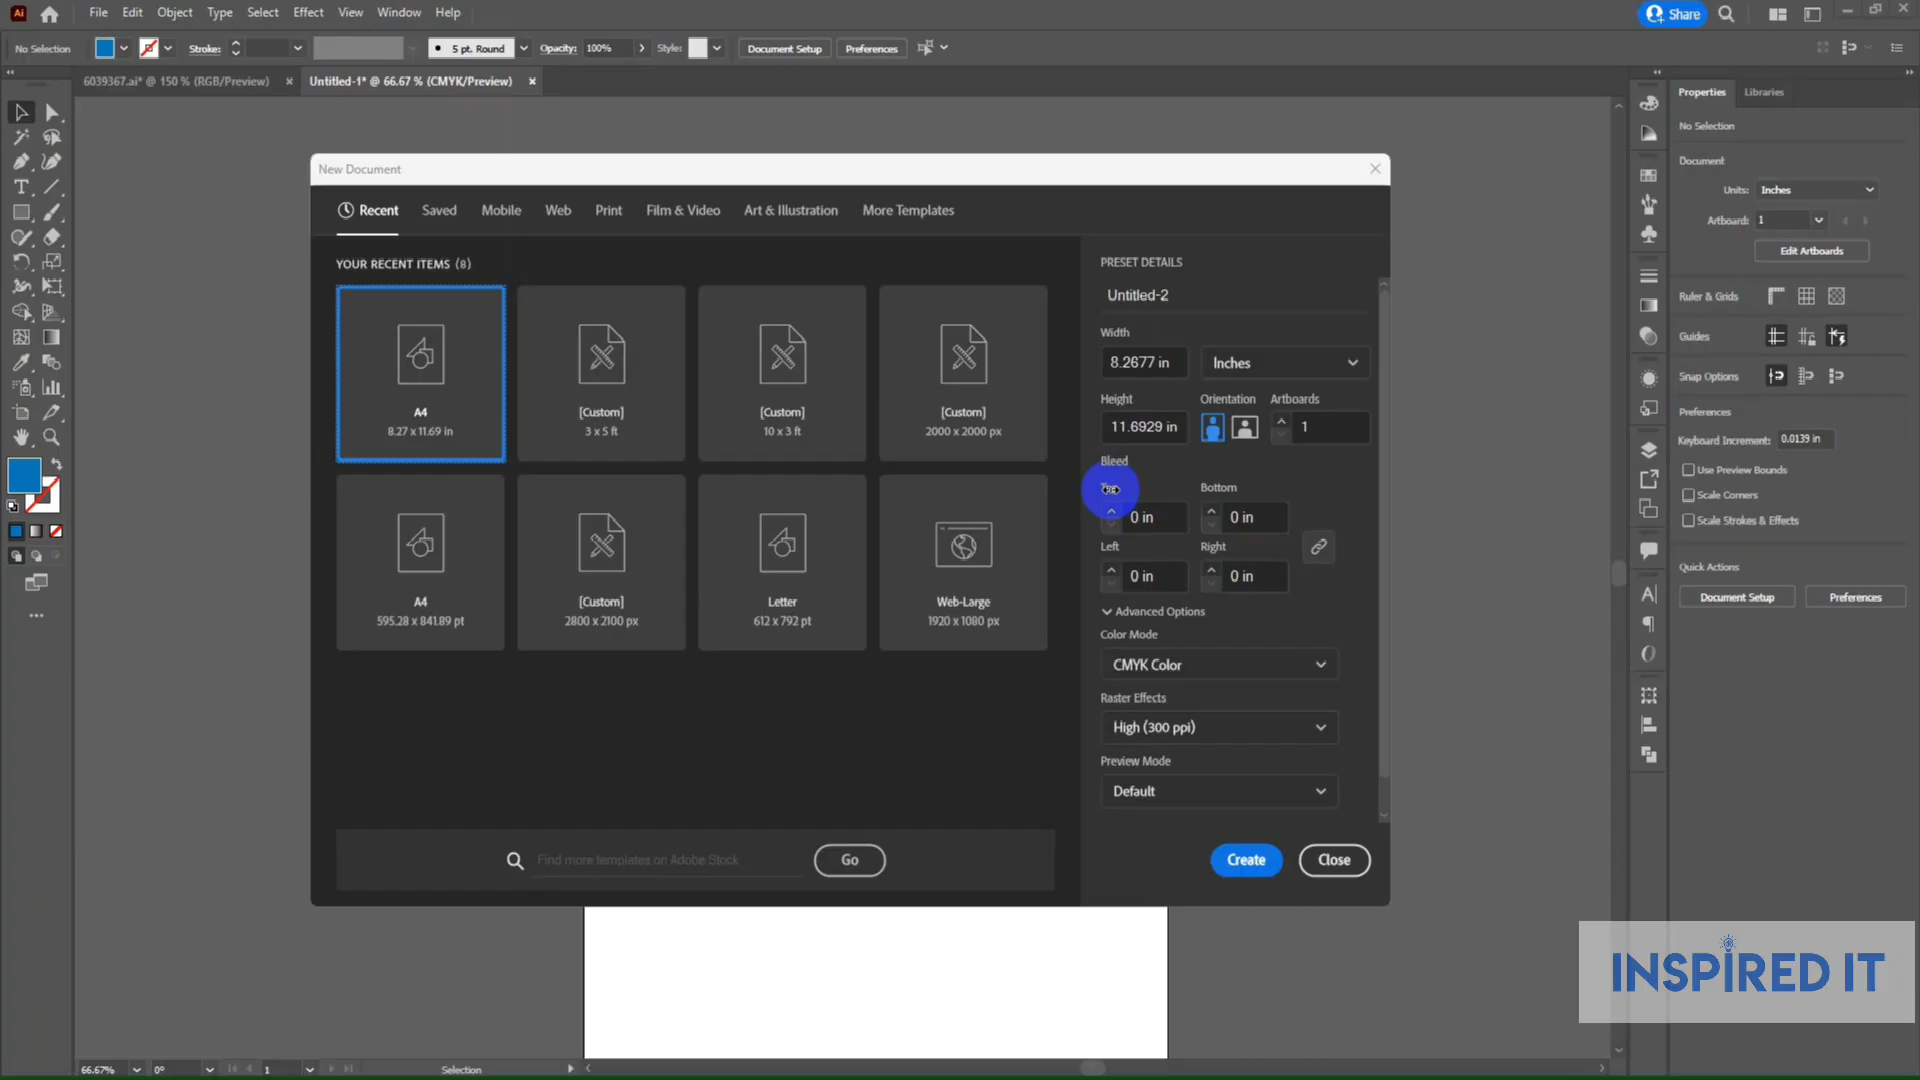 Ai File Edit Object Type Select Effect View Window Help Share
No Selection Stroke: 5 pt. Round Opacity: 100% Style: Document Setup Preferences
6039367.ai* @ 150 % (RGB/Preview) Untitled-1* @ 66.67 % (CMYK/Preview)
Properties Libraries
No Selection
Document
Units: Inches
Artboard: 1
Edit Artboards
Ruler & Grids
Guides
Snap Options
Preferences
Keyboard Increment: 0.0139 in
Use Preview Bounds
Scale Corners
Scale Strokes & Effects
Quick Actions
Document Setup Preferences
New Document
Recent Saved Mobile Web Print Film & Video Art & Illustration More Templates
YOUR RECENT ITEMS (8)
A4
8.27 x 11.69 in
[Custom]
3 x 5 ft
[Custom]
10 x 3 ft
[Custom]
2000 x 2000 px
A4
595.28 x 841.89 pt
[Custom]
2800 x 2100 px
Letter
612 x 792 pt
Web-Large
1920 x 1080 px
Find more templates on Adobe Stock Go
PRESET DETAILS
Untitled-2
Width
8.2677 in Inches
Height Orientation Artboards
11.6929 in 1
Bleed
Bottom
0 in 0 in
Left Right
0 in 0 in
Advanced Options
Color Mode
CMYK Color
Raster Effects
High (300 ppi)
Preview Mode
Default
Create Close
INSPIRED IT
66.67% 0° 1 Selection